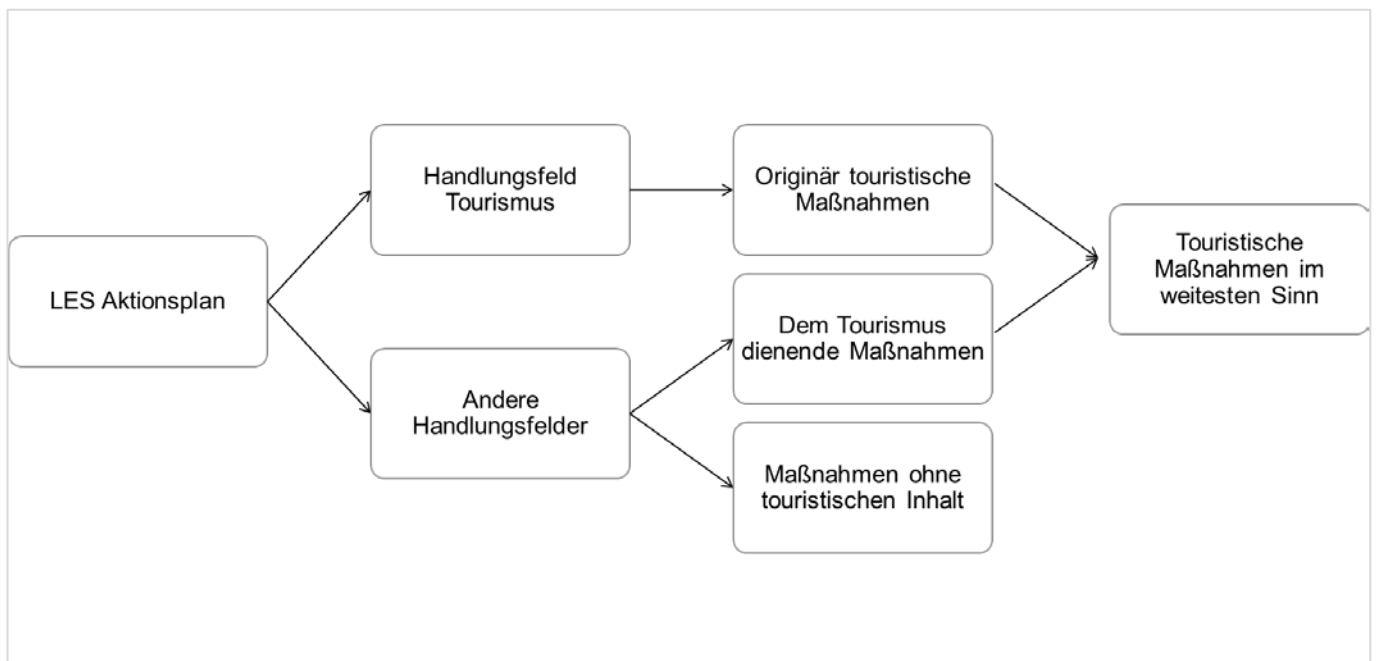 LES Aktionsplan
Handlungsfeld
Tourismus
Andere
Handlungsfelder
Originär touristische
Maßnahmen
Dem Tourismus
dienende Maßnahmen
Maßnahmen ohne
touristischen Inhalt
Touristische
Maßnahmen im
weitesten Sinn